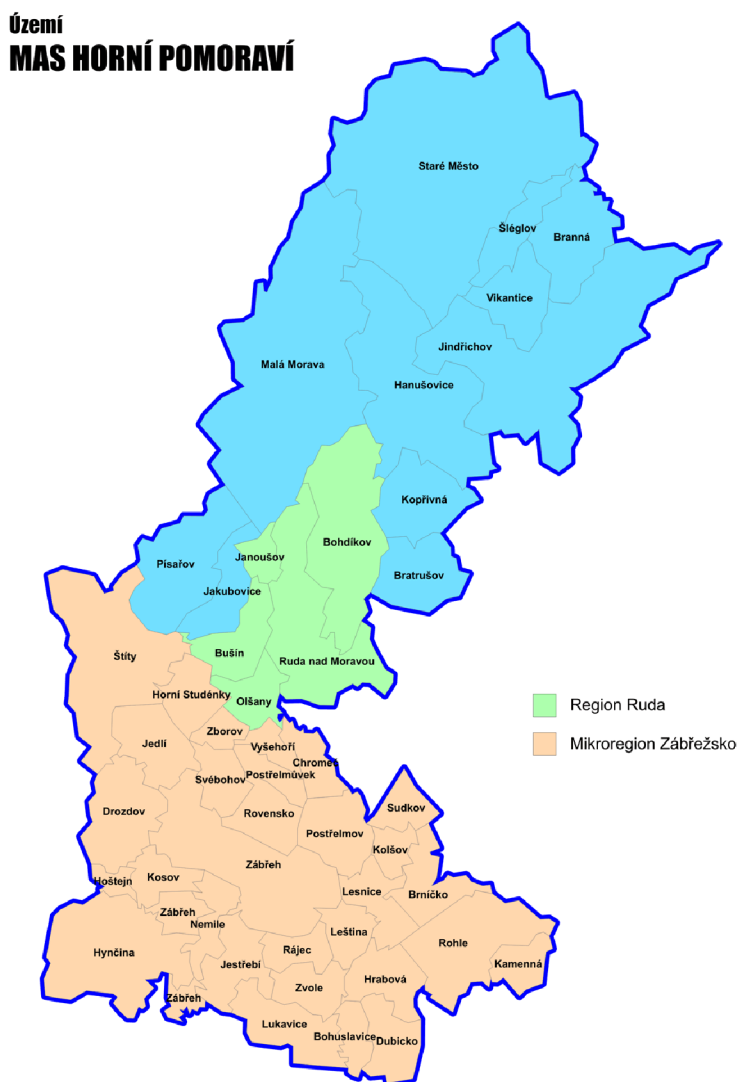 Území
MAS HORNÍ POMORAVÍ
Staré Město
Šléglov
Branná
Vikantice
Jindřichov
Malá Morava
Hanušovice
Kopřivná
Bohdíkov
Janoušov
Písařov
Bratrušov
Jakubovice
Bušín
Štíty
Ruda nad Moravou
Horní Studénky
Olšany
Region Ruda
Zborov
Jedlí
Vyšehoří
Mikroregion Zábřežsko
Chromeč
Svébohov
Postřelmůvek
Drozdov
Rovensko
Sudkov
Postřelmov
Kolšov
Zábřeh
Kosov
Hoštejn
Lesnice
Brníčko
Zábřeh
Nemile
Leština
Rohle
Rájec
Hynčina
Jestřebí
Kamenná
Hrabová
Zvole
Zábřeh
Lukavice
Bohuslavice
Dubicko